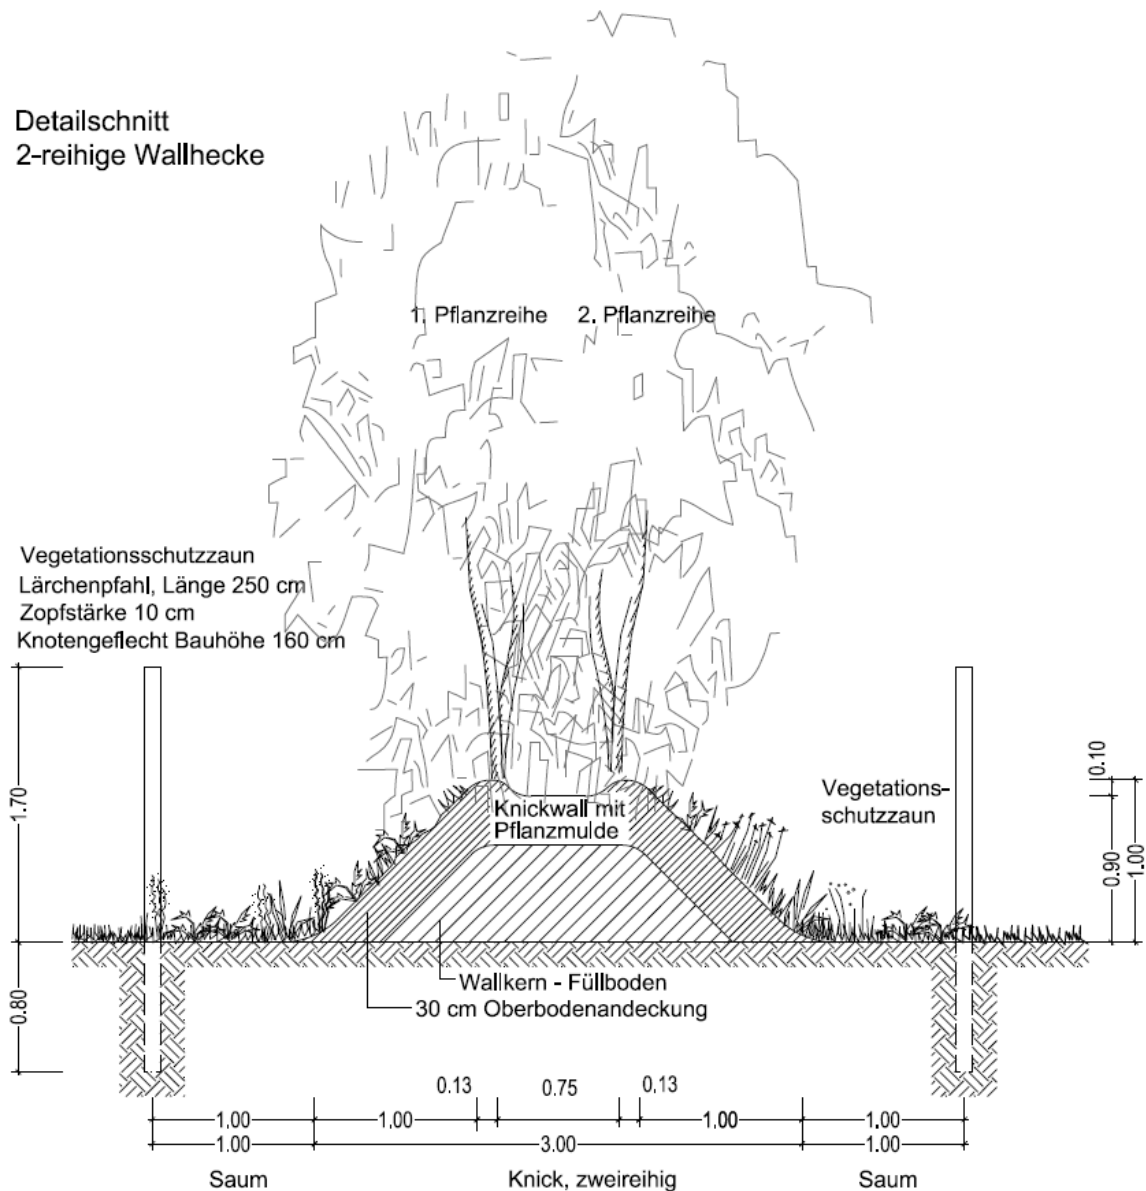 Detailschnitt
2-reihige Wallhecke
1. Pflanzreihe 2. Pflanzreihe
Vegetationsschutzzaun
Lärchenpfahl, Länge 250 cm
Zopfstärke 10 cm
Knotengeflecht Bauhöhe 160 cm
1.70
0.80
Knickwall mit
Pflanzmulde
Vegetations-
schutzzaun
0.10
0.90
1.00
Wallkern - Füllboden
30 cm Oberbodenandeckung
0.13 0.75 0.13
1.00 1.00 1.00 1.00
1.00 3.00 1.00
Saum Knick, zweireihig Saum